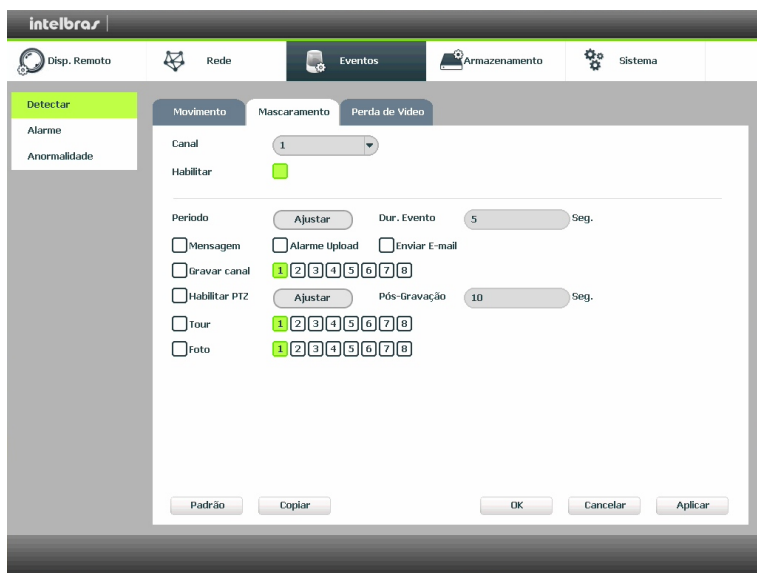 intelbras
Disp. Remoto Rede Eventos Armazenamento Sistema
Detectar
Alarme
Anormalidade
Movimento Mascaramento Perda de Vídeo
Canal 1
Habilitar
Período Ajustar Dur. Evento 5 Seg.
Mensagem Alarme Upload Enviar E-mail
Gravar canal 1 2 3 4 5 6 7 8
Habilitar PTZ Ajustar Pós-Gravação 10 Seg.
Tour 1 2 3 4 5 6 7 8
Foto 1 2 3 4 5 6 7 8
Padrão Copiar OK Cancelar Aplicar